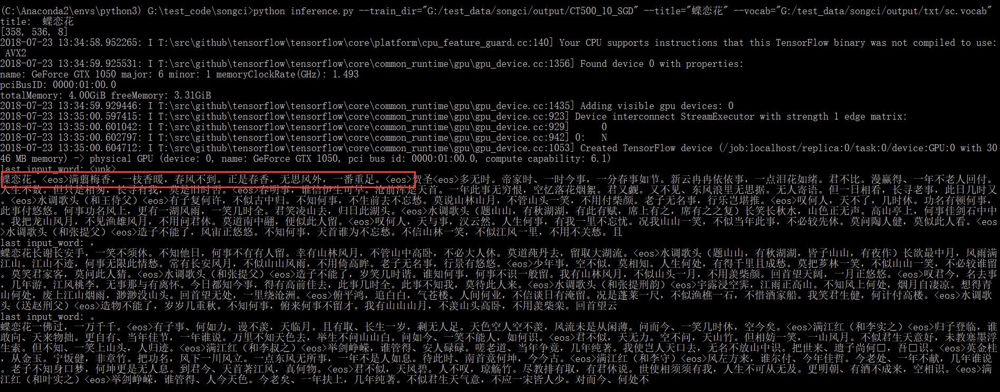 (C:\Anaconda2\envs\python3) G:\test_code\songci>python inference.py --train_dir="G:/test_data/songci/output/CT500_10_SGD" --title="蝶恋花" --vocab="G:/test_data/songci/output/txt/sc.vocab"
title:  蝶恋花
[358, 536, 8]
2018-07-23 13:34:58.952265: I T:\src\github\tensorflow\tensorflow\core\platform\cpu_feature_guard.cc:140] Your CPU supports instructions that this TensorFlow binary was not compiled to use:
 AVX2
2018-07-23 13:34:59.925531: I T:\src\github\tensorflow\tensorflow\core\common_runtime\gpu\gpu_device.cc:1356] Found device 0 with properties:
name: GeForce GTX 1050 major: 6 minor: 1 memoryClockRate(GHz): 1.493
pciBusID: 0000:01:00.0
totalMemory: 4.00GiB freeMemory: 3.31GiB
2018-07-23 13:34:59.929446: I T:\src\github\tensorflow\tensorflow\core\common_runtime\gpu\gpu_device.cc:1435] Adding visible gpu devices: 0
2018-07-23 13:35:00.597415: I T:\src\github\tensorflow\tensorflow\core\common_runtime\gpu\gpu_device.cc:923] Device interconnect StreamExecutor with strength 1 edge matrix:
2018-07-23 13:35:00.601042: I T:\src\github\tensorflow\tensorflow\core\common_runtime\gpu\gpu_device.cc:929]      0
2018-07-23 13:35:00.602797: I T:\src\github\tensorflow\tensorflow\core\common_runtime\gpu\gpu_device.cc:942] 0:   N
2018-07-23 13:35:00.604712: I T:\src\github\tensorflow\tensorflow\core\common_runtime\gpu\gpu_device.cc:1053] Created TensorFlow device (/job:localhost/replica:0/task:0/device:GPU:0 with 30
46 MB memory) -> physical GPU (device: 0, name: GeForce GTX 1050, pci bus id: 0000:01:00.0, compute capability: 6.1)
last input_word: <unk>
蝶恋花。<eos>满翦梅香，一枝香暖，春风不到。正是春香，无思风外，一番重足。<eos>贺圣<eos>多无时。帝家时、一时今事，一分春事如节。新云冉冉依依事，一点泪花如绪。君不比。漫赢得、一年不老人回付。
人生不数。但只是相匆，长寻有我，莫是旧时否。<eos>春明事，谁信伊生可早。沧前浑是天首。一年此事无穷恨，空忆落花烟絮。君又觑。又不见、东风浪里无思据。无人寄语。但一日相看，长寻老事，此日几时又
。<eos>水调歌头（和王侍父）<eos>有子复何许，不似古中归。不知何事，不生前去不忘愁。莫说山林山月，不管山头一笑，不用付柴颜。老子无名事，行乐岂堪推。<eos>叹何人，天不了，几时休。功名有顿何事，
此事付悠悠。何事功名风上，更有一湖风雨，一笑几时全。君笑凌山去，归日此湖头。<eos>水调歌头（题山山，有秋湖湖，有此有赋，席上有之，席有之之复）长笑长秋水，山色正无声。高山亭上，何事佳剑石中中
。我把龙山风月，不见渔雄风月，不用问君休。莫道南中翮，便似此人留。<eos>叹何人，天与事，汉云然。人生何事，有我一里不忘忧。况我山山一笑，不似当年此事，不必较先休。莫问陶人健，莫似此人看。<eos
>水调歌头（和张提父）<eos>造子不能了，风宙正悠悠。不知何事，天首谁为不忘愁。不信山林一笑，不似江风一里，不用不关愁。且
last input_word: ，
蝶恋花长谢长安手，一笑不须休。不知他日，何事不有有人留。幸有山林风月，不管山中高卧，不必大人休。莫道莼丹去，留取大湖流。<eos>水调歌头（题山山，有秋湖湖，皆子山山，有夜作）长欲最中月，风雨满
江山。江山不迹，何事无限此情愁。常有长安风月，不似山山风雨，不用倚高眸。老子无名事，行景有悠悠。<eos>少年事，空不似，莫相知。人生何处，有得千里且成愁。莫把芗林一笑，不似山山一笑，不必较谁留
。莫笑君家客，莫问此人猜。<eos>水调歌头（和张提父）<eos>造子不能了，岁笑几时谐。谁知何事，何事不识一般留。我有山林风月，不似山头一月，不用羡柴颜。回首望天阔，一月正悠悠。<eos>叹君今，名去事
，几年游。江风桃李，无事那与有离怀。今日都知今事，得有高前佳去，此事几时全。此事不知我，莫待此人来。<eos>水调歌头（和张提刑韵）<eos>宇露浸空霁，江雨正高山。不知风上何处，烟月自凄凉。想得青
山何处，废上江山烟雨，渺渺没山头。回首望无处，一里绕沧洲。<eos>俯平鸿，追白白，气苍楼。人间何业，不信谈日有淹留。况是蓬莱一尺，不似渔樵一石，不惜酒家船。我笑君生健，何计付高楼。<eos>水调歌
头（送赵刑父）<eos>造物不能了，岁岁几重秋。不知何事，俯来何事不留才。我有山山山月，不羡山头高卧，不用羡柴栾。回首望云
last input_word: 。
蝶恋花一佛过，一万千千。<eos>有子事、何如力。谩不羡，天临月。且有取、长生一岁，剩无人足。天色空人空不羡，风流未是从闲薄。问而今、一笑几时休，空今矣。<eos>满江红（和李实之）<eos>归子登临，谁
敢向、天来物拙。更自有、当年佳节，一年谁说。万里不知天色去，举生不问山山白。问如今、一笑不能人，如何识。<eos>君不似，天无力。空不问，天山竹。但相妨一笑，一山风月。不似君生天意好，未教塞墨浮
生索。但不知、一笑上山头，人归迹。<eos>满江红（和李叔之）<eos>举剑峥嵘，谁管得、安人碌碌。嗟老道、当年争竟，几年纯著。我使岂人天口去，无名不放山中识。把世来、遗子尚何□，吾□识。<eos>英金桂
，从金玉。宁饭健，非章竹。把功名，风下一川风立。一点东风无所事，一年不是人如息。待此时、南首竟何坤，今今古。<eos>满江红（和李守）<eos>风左方来，谁尔付、今年佳哲。今老处、一年不献，几年谁说
。老子不知身口梦，何坤更是无人息。到君今、天首著江风，真何物。<eos>君不似，天风碧。人不叹，琼觞竹。尽教排有取，有君休说。世使相须须有我，人生不可从无及。更明朝、有酒不成来，空相识。<eos>满
江红（和叶实之）<eos>举剑峥嵘，谁管得、人今天色。今老矣、一年扶上，几年纯著。不似君生天气意，不应一宋皆人少。对而今、何处不